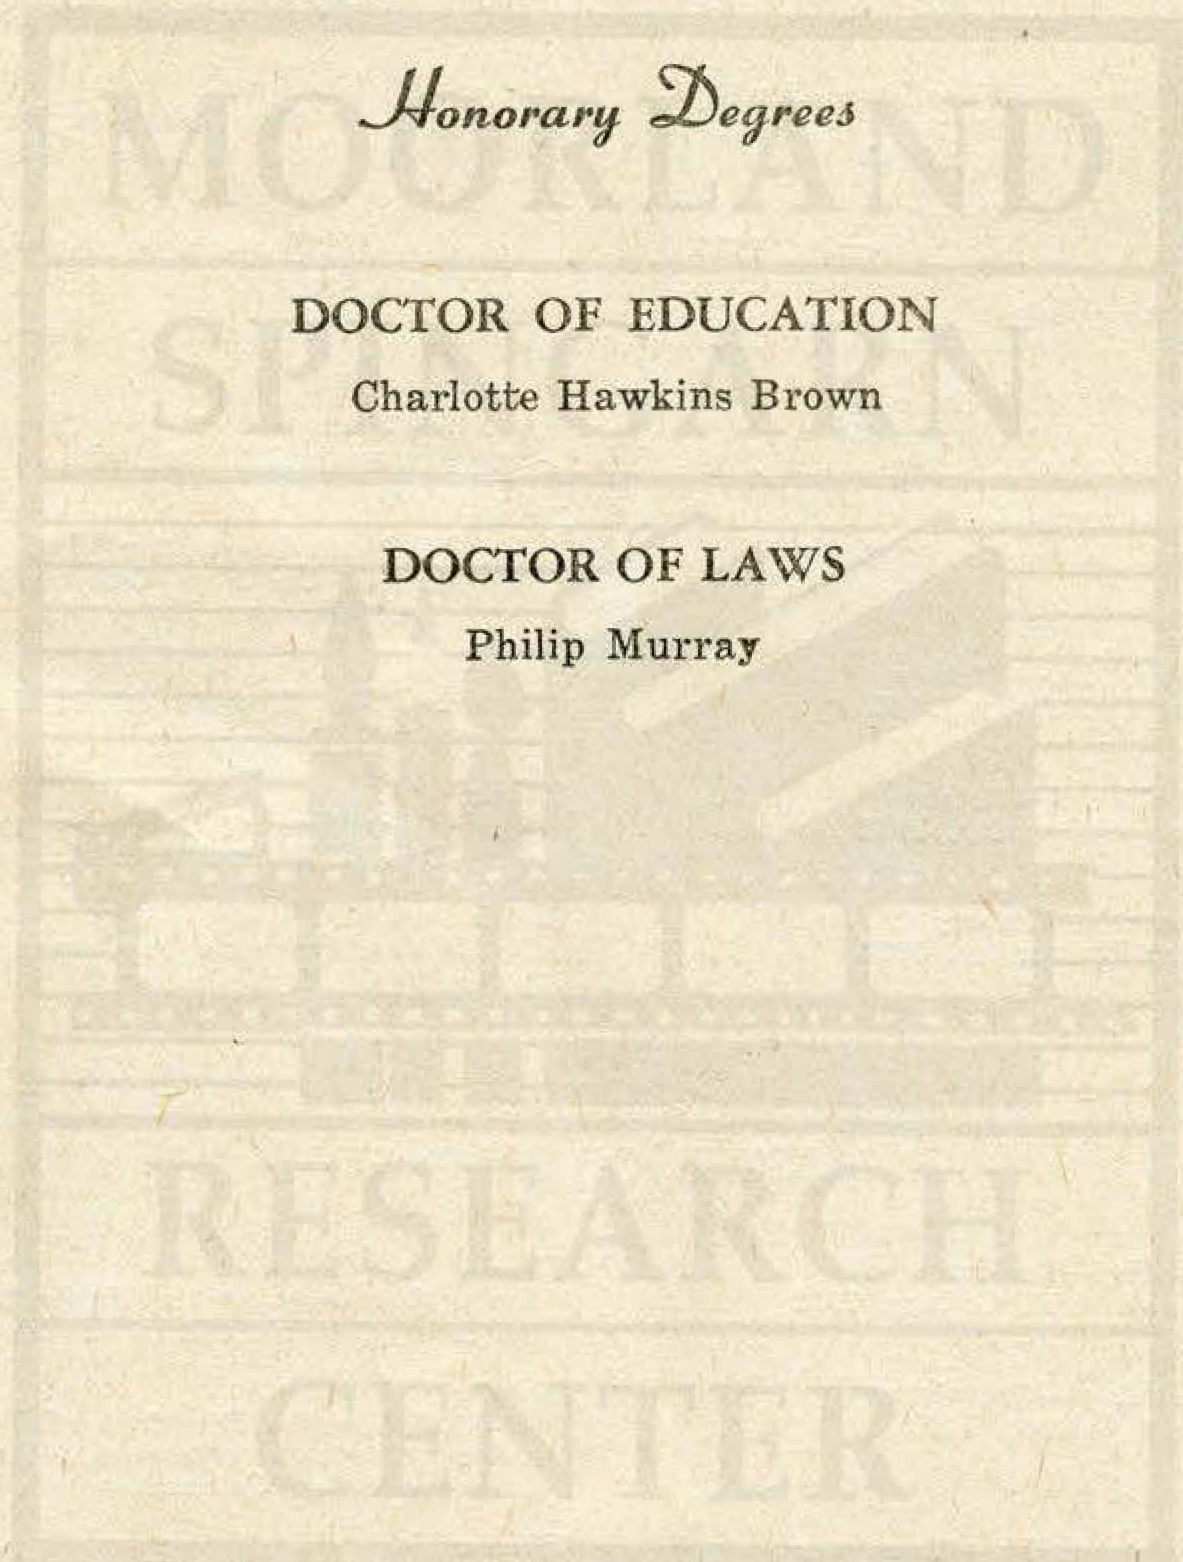 Honorary Degrees
DOCTOR OF EDUCATION
Charlotte Hawkins Brown
DOCTOR OF LAWS
Philip Murray
MOORLAND
SPINGARN
RESEARCH
CENTER